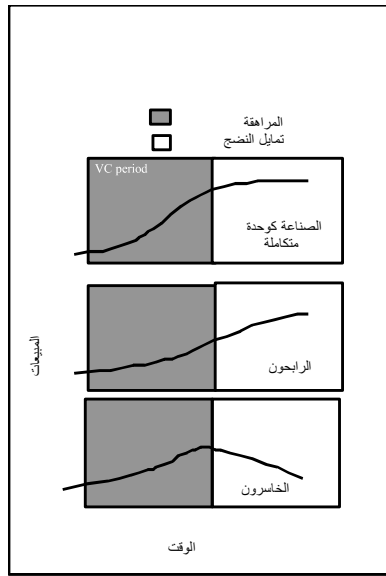 المراهقة
تمايل النضج
VC period
الصناعة كوحدة
متكاملة
المبيعات
الرابحون
الخاسرون
الوقت